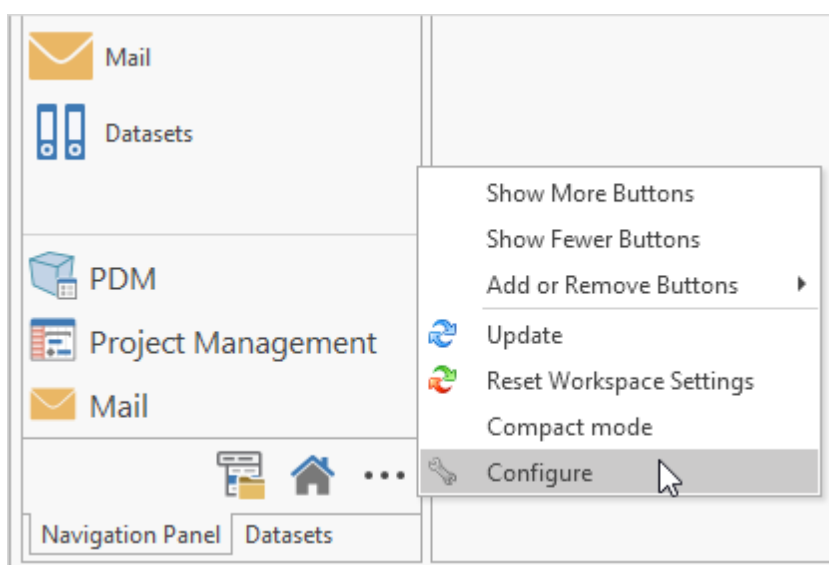 Mail
Datasets
PDM
Project Management
Mail
Navigation Panel
Datasets
Show More Buttons
Show Fewer Buttons
Add or Remove Buttons
Update
Reset Workspace Settings
Compact mode
Configure